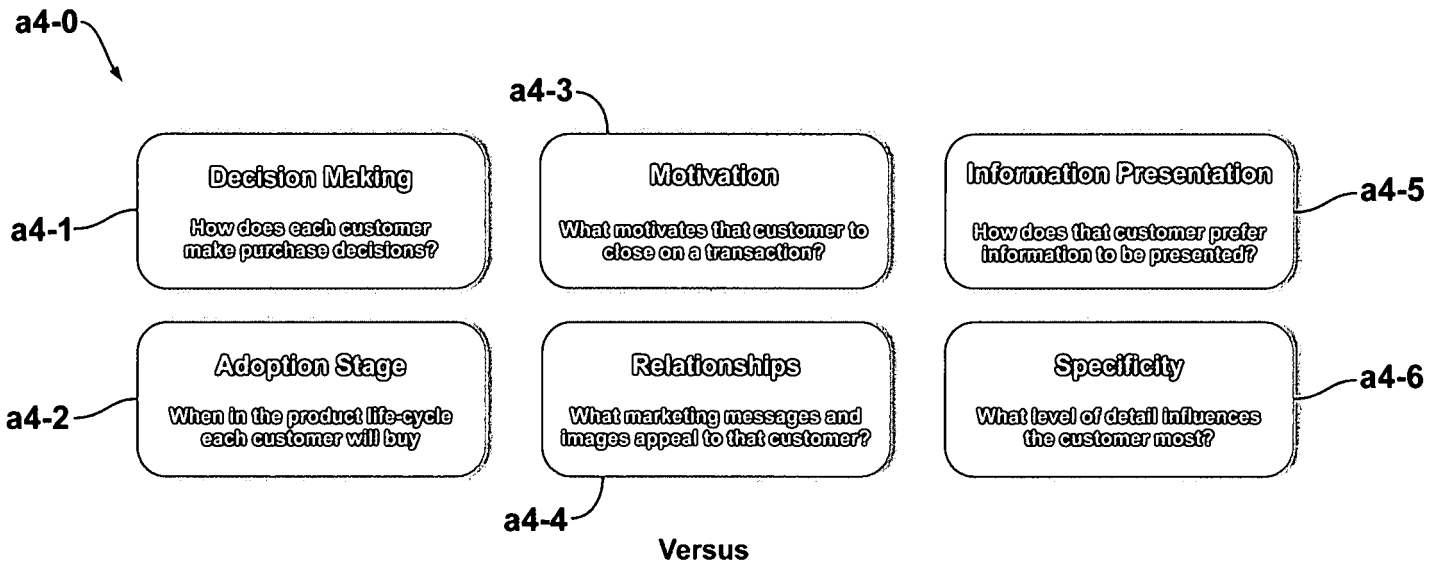 a4-0
a4-3
Decision Making
How does each customer
make purchase decisions?
a4-1
Motivation
What motivates that customer to
close on a transaction?
Information Presentation
How does that customer prefer
information to be presented?
a4-5
Adoption Stage
When in the product life-cycle
each customer will buy
a4-2
Relationships
What marketing messages and
images appeal to that customer?
a4-4
Specificity
What level of detail influences
the customer most?
a4-6
Versus